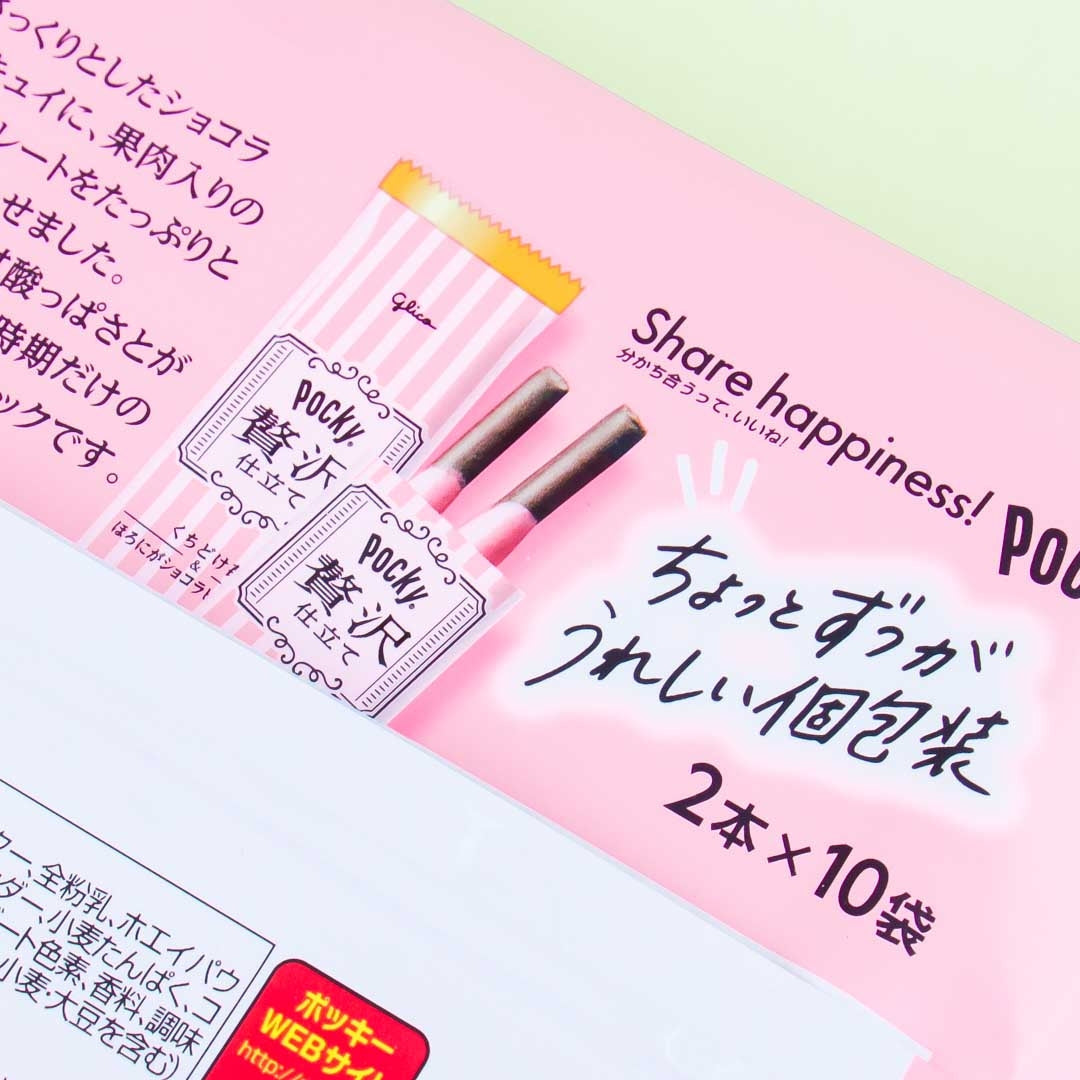 っくりとしたショコラ
キュイに、果肉入りの
レートをたっぷりと
せました。
酸っぱさとが
時期だけの
ックです。
glico
Pocky
贅沢
仕立て
くちどけ
&
ほろにがショコラ
Pocky
贅沢
仕立て
Share happiness!
分かち合うって、いいね!
Poc
ちょっとずつが
うれしい個包装
2本×10袋
ー、全粉乳、ホエイパウ
ダー、小麦たんぱく、コ
ート色素、香料、調味
小麦・大豆を含む)
ポッキー
WEBサイ
http://